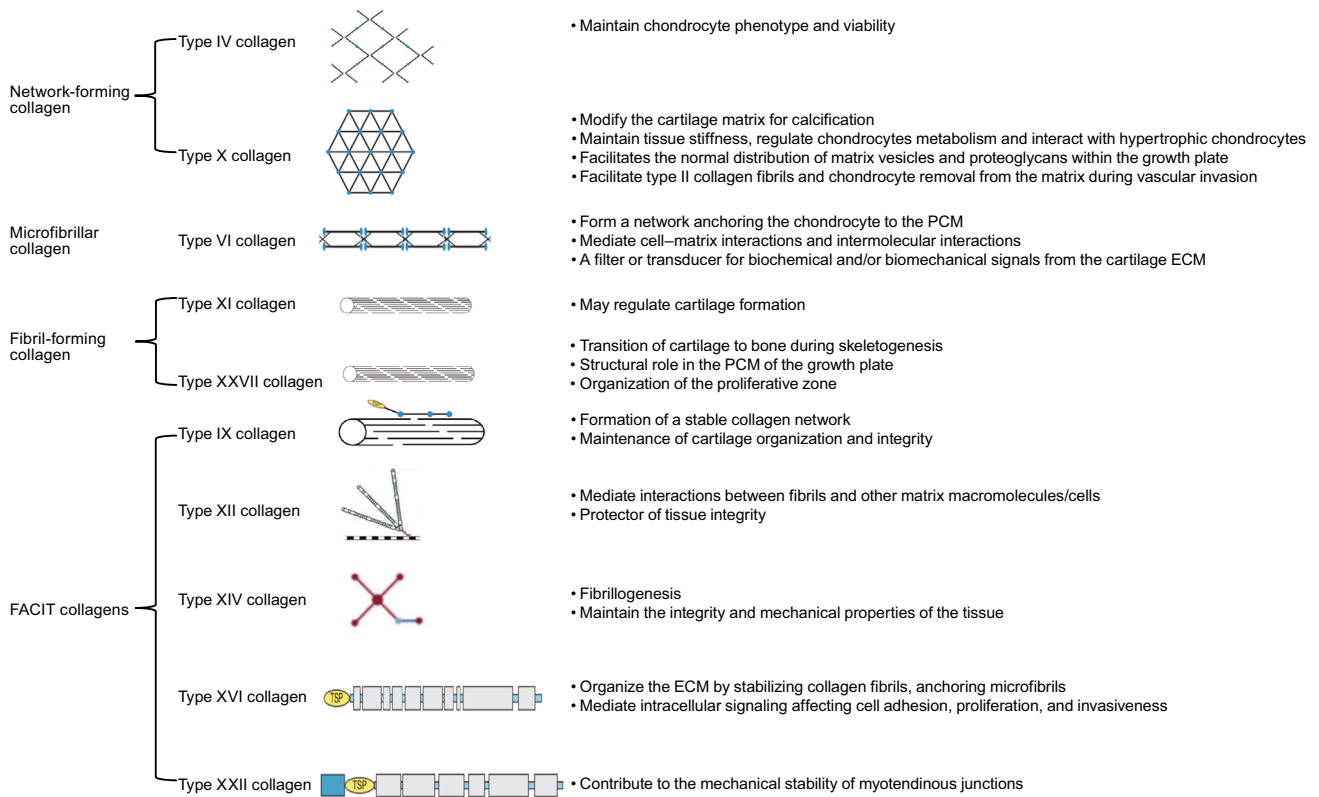 Network-forming
collagen
Type IV collagen
• Maintain chondrocyte phenotype and viability
Type X collagen
• Modify the cartilage matrix for calcification
• Maintain tissue stiffness, regulate chondrocytes metabolism and interact with hypertrophic chondrocytes
• Facilitates the normal distribution of matrix vesicles and proteoglycans within the growth plate
• Facilitate type II collagen fibrils and chondrocyte removal from the matrix during vascular invasion
Microfibrillar
collagen
Type VI collagen
• Form a network anchoring the chondrocyte to the PCM
• Mediate cell–matrix interactions and intermolecular interactions
• A filter or transducer for biochemical and/or biomechanical signals from the cartilage ECM
Fibril-forming
collagen
Type XI collagen
• May regulate cartilage formation
Type XXVII collagen
• Transition of cartilage to bone during skeletogenesis
• Structural role in the PCM of the growth plate
• Organization of the proliferative zone
FACIT collagens
Type IX collagen
• Formation of a stable collagen network
• Maintenance of cartilage organization and integrity
Type XII collagen
• Mediate interactions between fibrils and other matrix macromolecules/cells
• Protector of tissue integrity
Type XIV collagen
• Fibrillogenesis
• Maintain the integrity and mechanical properties of the tissue
Type XVI collagen
TSP
• Organize the ECM by stabilizing collagen fibrils, anchoring microfibrils
• Mediate intracellular signaling affecting cell adhesion, proliferation, and invasiveness
Type XXII collagen
TSP
• Contribute to the mechanical stability of myotendinous junctions